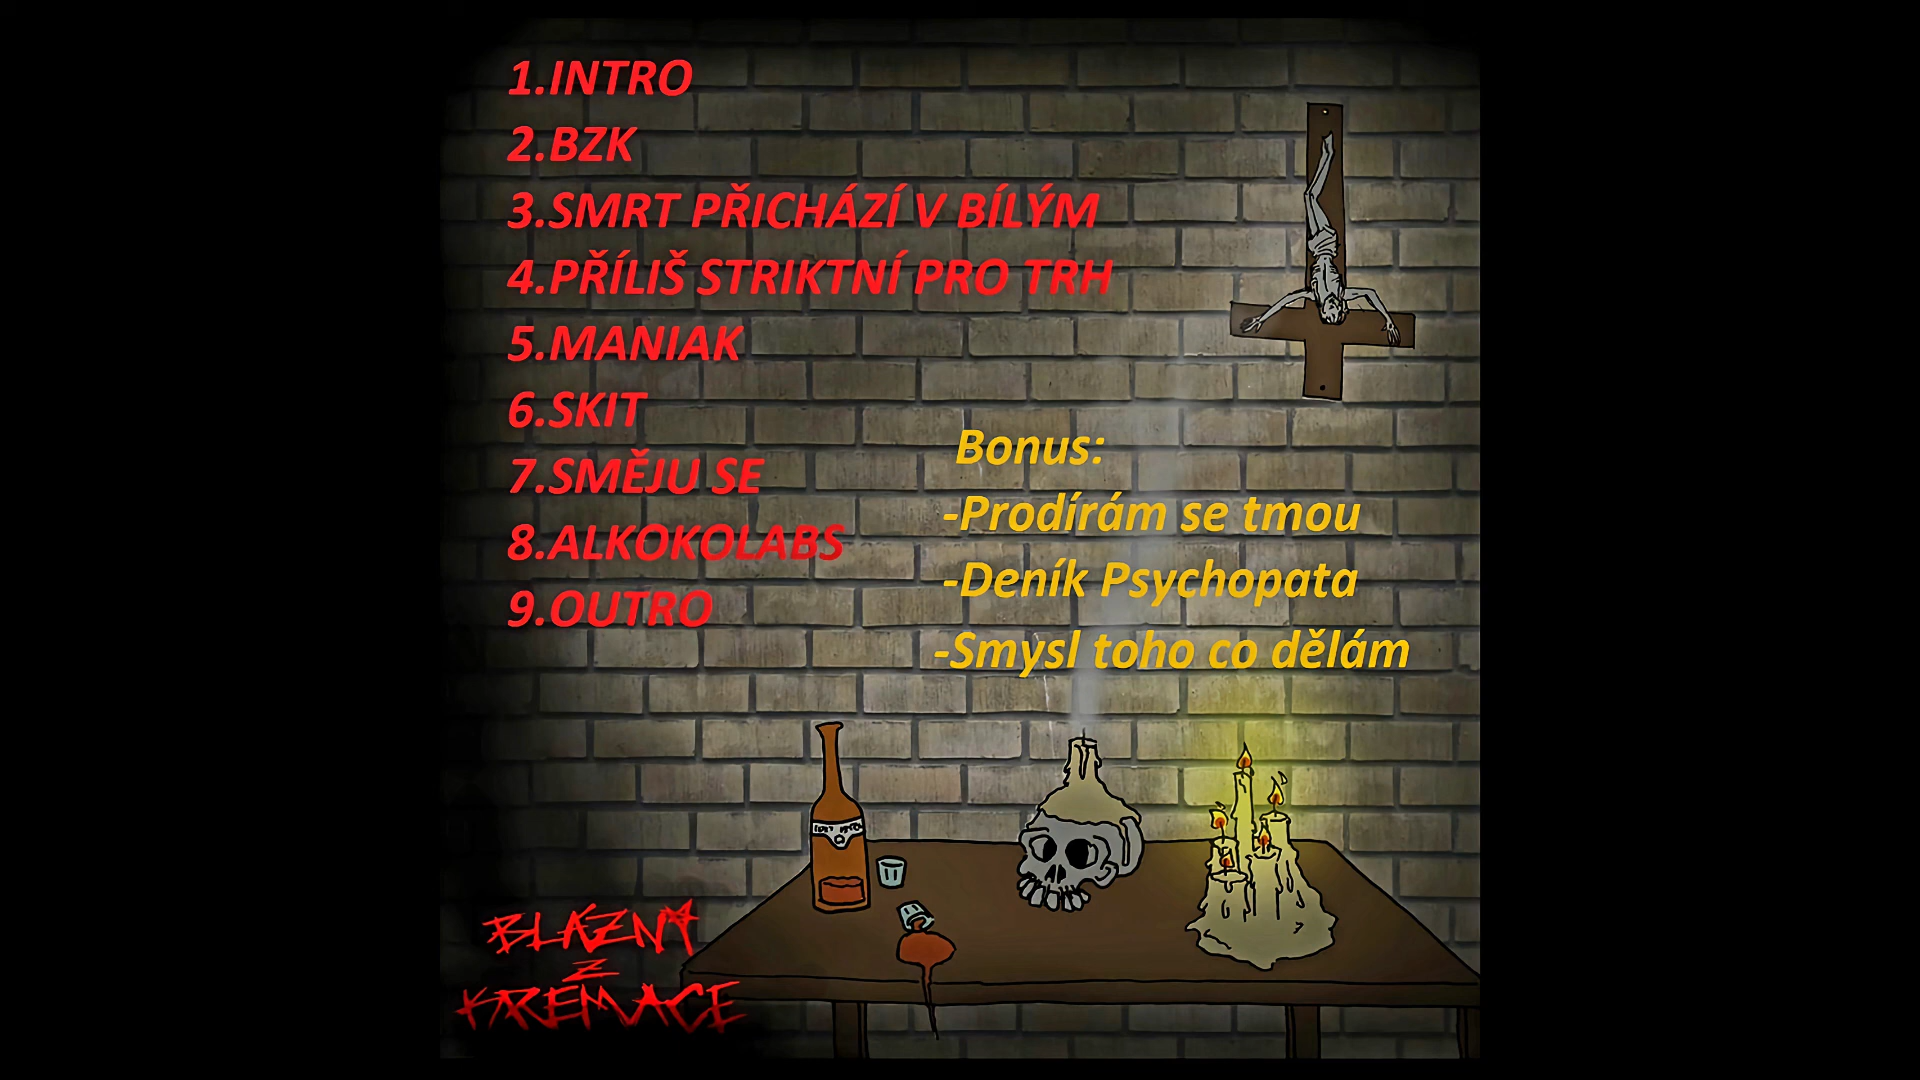 1.INTRO
2.BZK
3.SMRT PŘICHÁZÍ V BÍLÝM
4.PŘÍLIŠ STRIKTNÍ PRO TRH
5.MANIAK
6.SKIT
7.SMĚJU SE
8.ALKOKOLABS
9.OUTRO
Bonus:
-Prodírám se tmou
-Deník Psychopata
-Smysl toho co dělám
BLÁZNI
Z
KREMACE